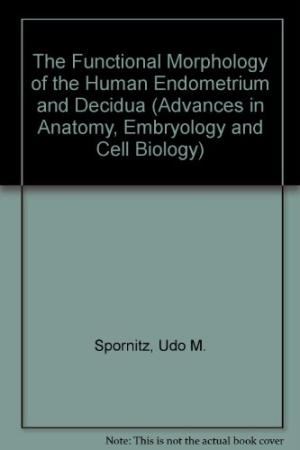 The Functional Morphology
of the Human Endometrium
and Decidua (Advances in
Anatomy, Embryology and
Cell Biology)
Spornitz, Udo M.
Note: This is not the actual book cover